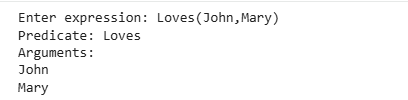 Enter expression: Loves(John,Mary)
Predicate: Loves
Arguments:
John
Mary